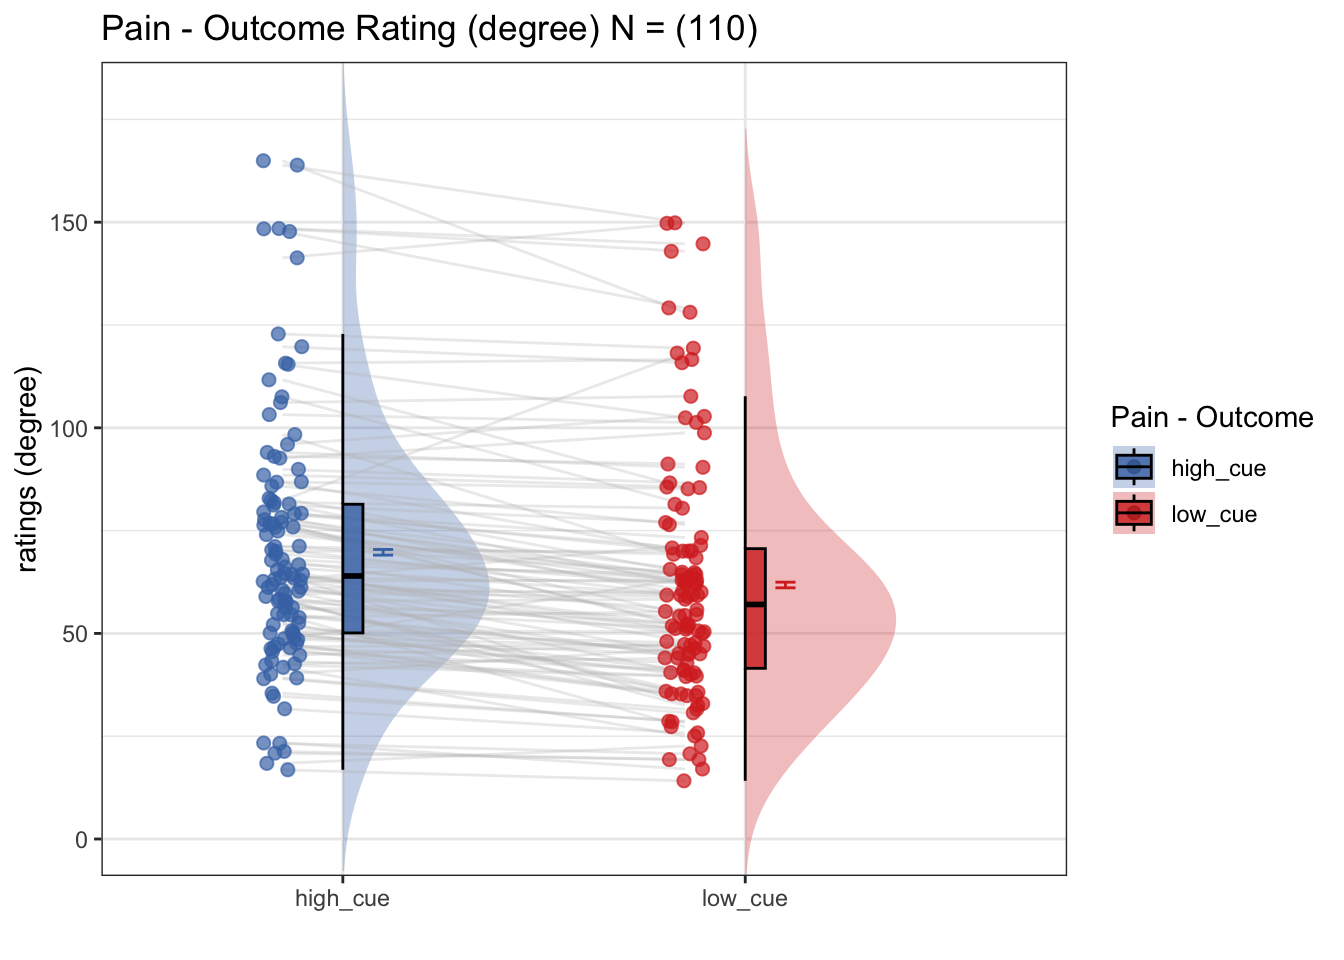 Pain - Outcome Rating (degree) N = (110)
ratings (degree)
150
100
50
0
high_cue
low_cue
Pain - Outcome
high_cue
low_cue